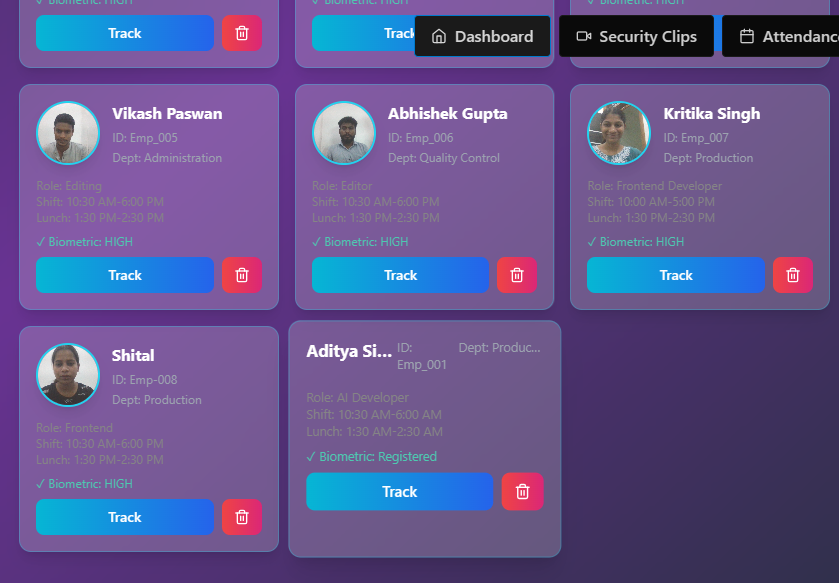 ✓ Biometric: HIGH
Track
Track
Dashboard
Security Clips
Attendanc
Vikash Paswan
ID: Emp_005
Dept: Administration
Role: Editing
Shift: 10:30 AM-6:00 PM
Lunch: 1:30 PM-2:30 PM
✓ Biometric: HIGH
Track
Abhishek Gupta
ID: Emp_006
Dept: Quality Control
Role: Editor
Shift: 10:30 AM-6:00 PM
Lunch: 1:30 PM-2:30 PM
✓ Biometric: HIGH
Track
Kritika Singh
ID: Emp_007
Dept: Production
Role: Frontend Developer
Shift: 10:00 AM-5:00 PM
Lunch: 1:30 PM-2:30 PM
✓ Biometric: HIGH
Track
Shital
ID: Emp-008
Dept: Production
Role: Frontend
Shift: 10:30 AM-6:00 PM
Lunch: 1:30 PM-2:30 PM
✓ Biometric: HIGH
Track
Aditya Si... ID: Dept: Produc...
Emp_001
Role: AI Developer
Shift: 10:30 AM-6:00 AM
Lunch: 1:30 AM-2:30 AM
✓ Biometric: Registered
Track